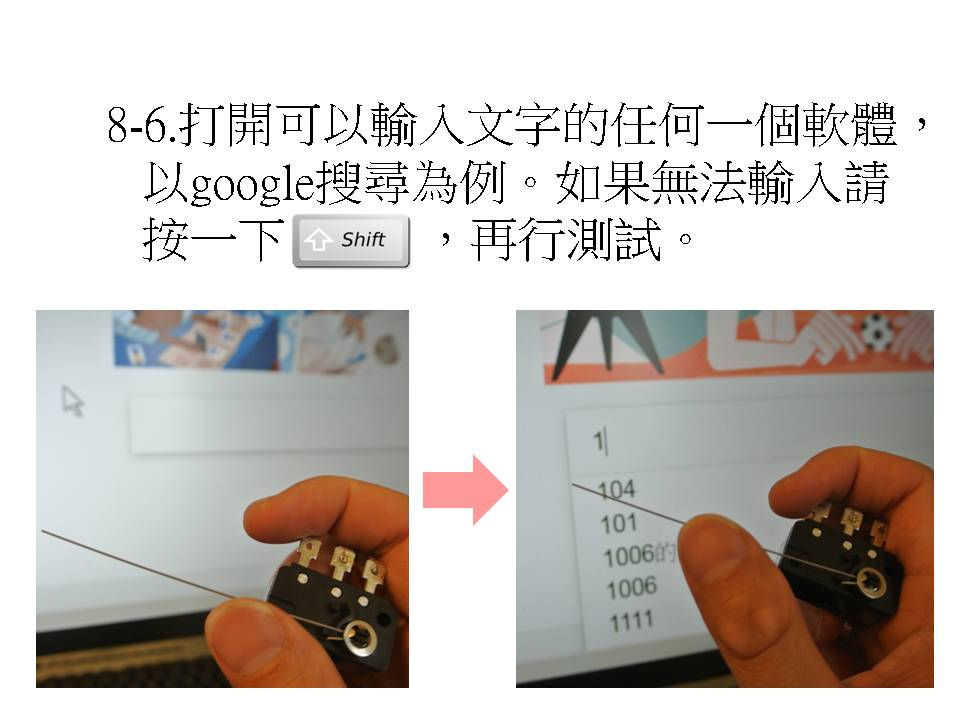 8-6.打開可以輸入文字的任何一個軟體，
以google搜尋為例。如果無法輸入請
按一下 Shift ，再行測試。
1
104
101
1006的
1006
1111